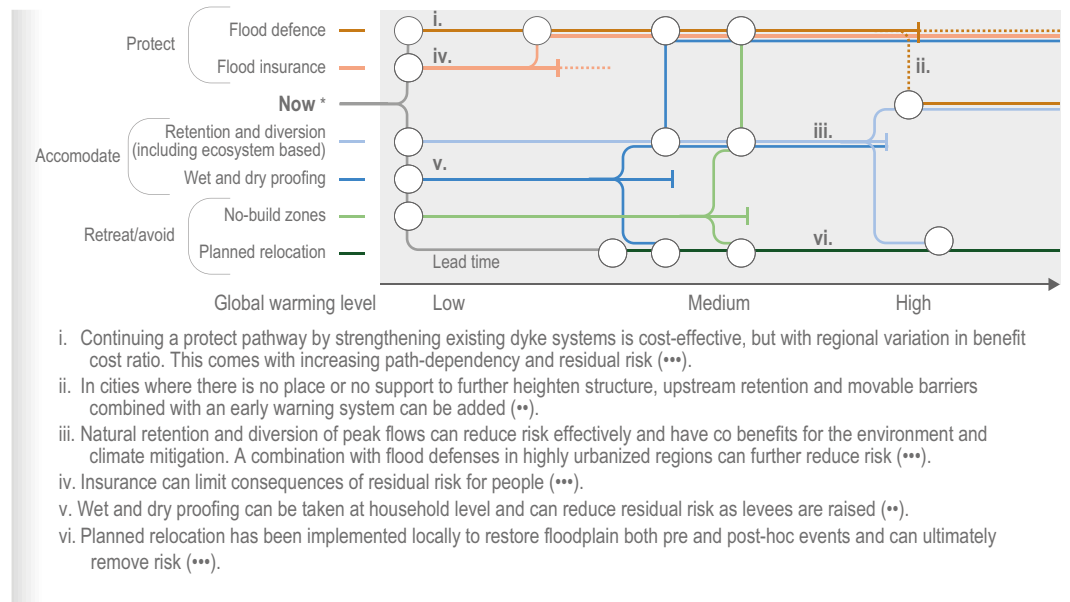 Protect
Flood defence
Flood insurance
Now *
Accomodate
Retention and diversion
(including ecosystem based)
Wet and dry proofing
Retreat/avoid
No-build zones
Planned relocation
i.
iv.
ii.
iii.
v.
vi.
Lead time
Global warming level
Low
Medium
High
i. Continuing a protect pathway by strengthening existing dyke systems is cost-effective, but with regional variation in benefit
cost ratio. This comes with increasing path-dependency and residual risk (•••).
ii. In cities where there is no place or no support to further heighten structure, upstream retention and movable barriers
combined with an early warning system can be added (••).
iii. Natural retention and diversion of peak flows can reduce risk effectively and have co benefits for the environment and
climate mitigation. A combination with flood defenses in highly urbanized regions can further reduce risk (•••).
iv. Insurance can limit consequences of residual risk for people (•••).
v. Wet and dry proofing can be taken at household level and can reduce residual risk as levees are raised (••).
vi. Planned relocation has been implemented locally to restore floodplain both pre and post-hoc events and can ultimately
remove risk (•••).